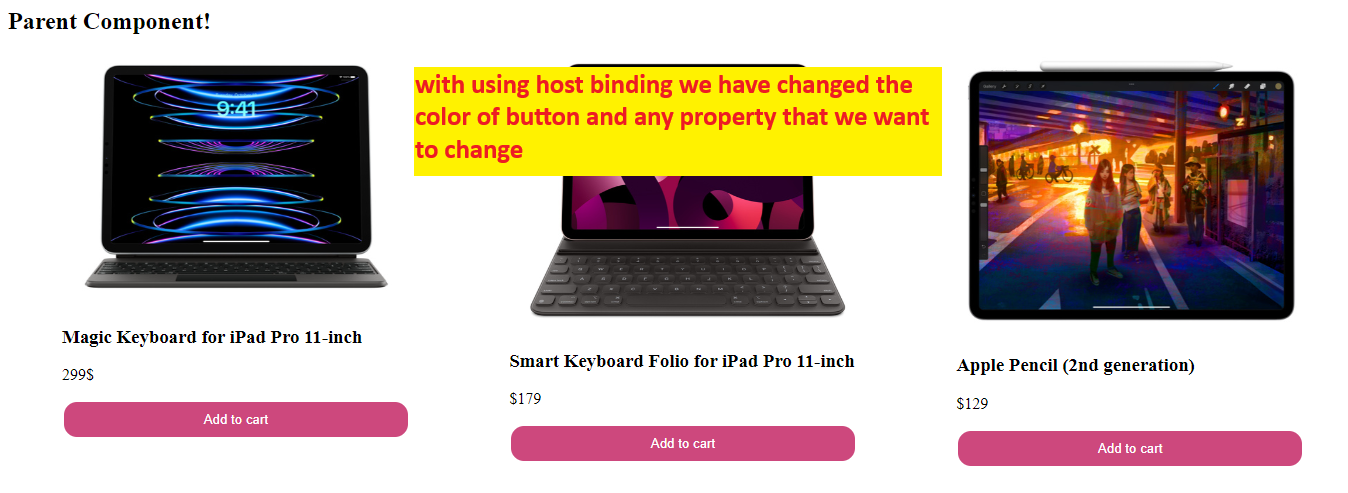 Parent Component!
9:41
with using host binding we have changed the
color of button and any property that we want
to change
Magic Keyboard for iPad Pro 11-inch
299$
Add to cart
Smart Keyboard Folio for iPad Pro 11-inch
$179
Add to cart
Apple Pencil (2nd generation)
$129
Add to cart